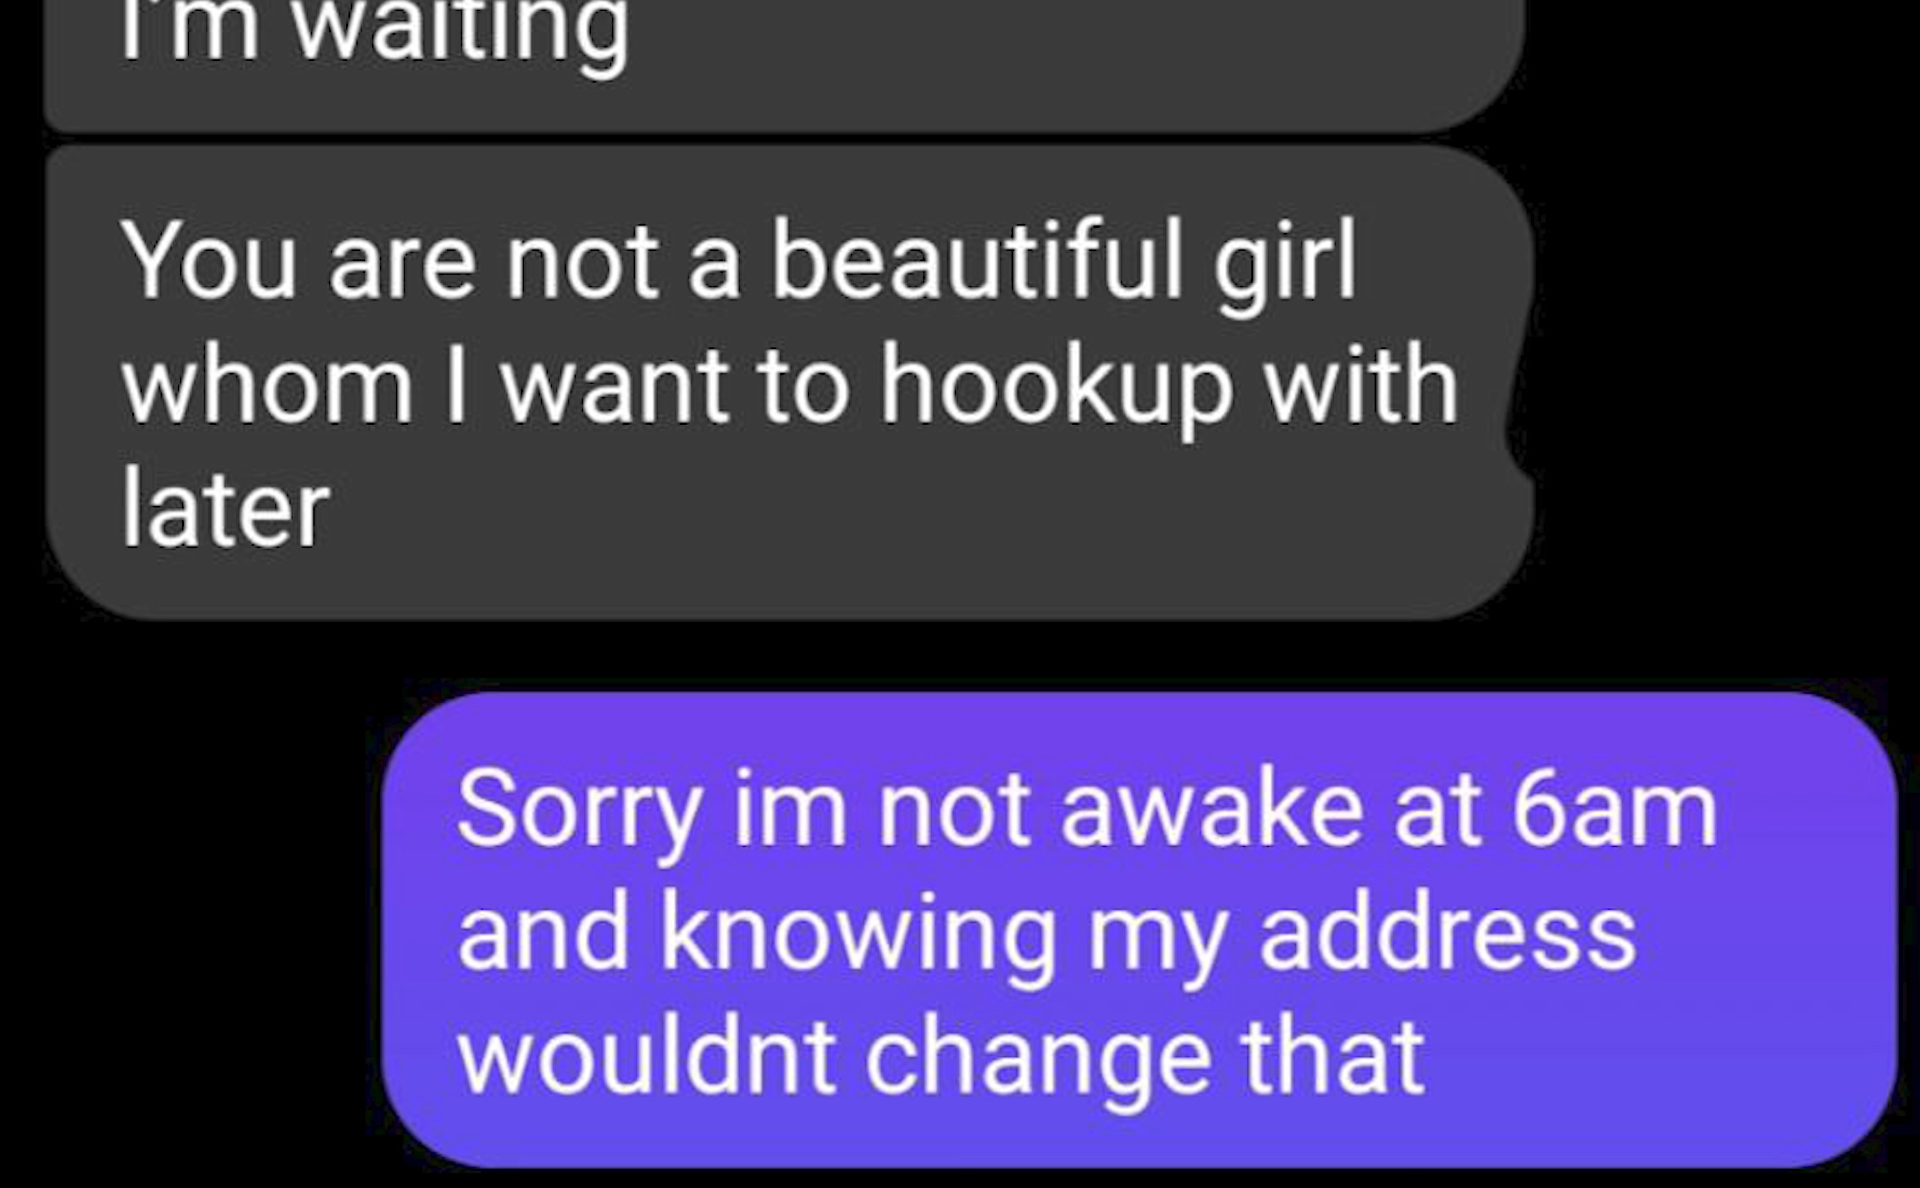 I'm waiting
You are not a beautiful girl
whom I want to hookup with
later
Sorry im not awake at 6am
and knowing my address
wouldnt change that